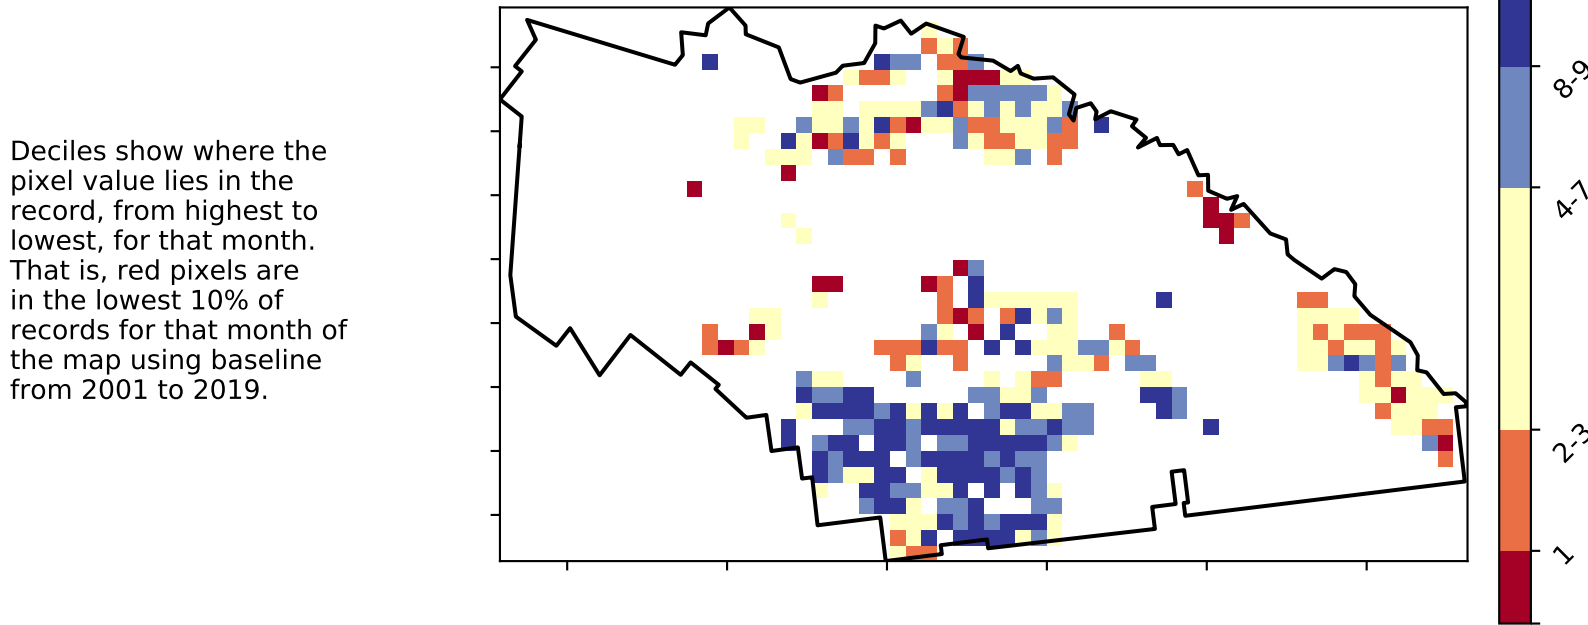 Deciles show where the
pixel value lies in the
record, from highest to
lowest, for that month.
That is, red pixels are
in the lowest 10% of
records for that month of
the map using baseline
from 2001 to 2019.
8-9
4-7
2-3
1